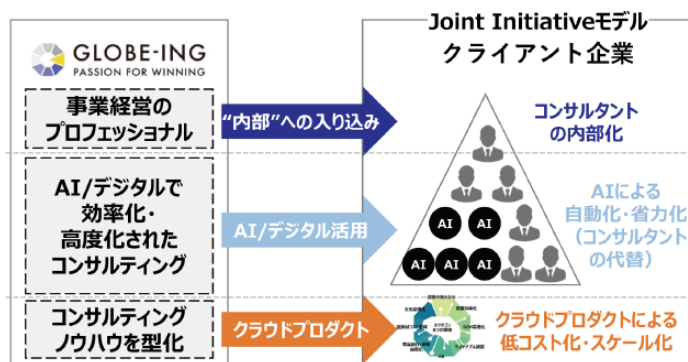 GLOBE-ING
PASSION FOR WINNING
Joint Initiativeモデル
クライアント企業
事業経営の
プロフェッショナル
“内部”への入り込み
コンサルタント
の内部化
AI/デジタルで
効率化・
高度化された
コンサルティング
AI/デジタル活用
AI AI
AI AI AI
AIによる
自動化・省力化
(コンサルタント
の代替)
コンサルティング
ノウハウを型化
クラウドプロダクト
クラウドプロダクトによる
低コスト化・スケール化